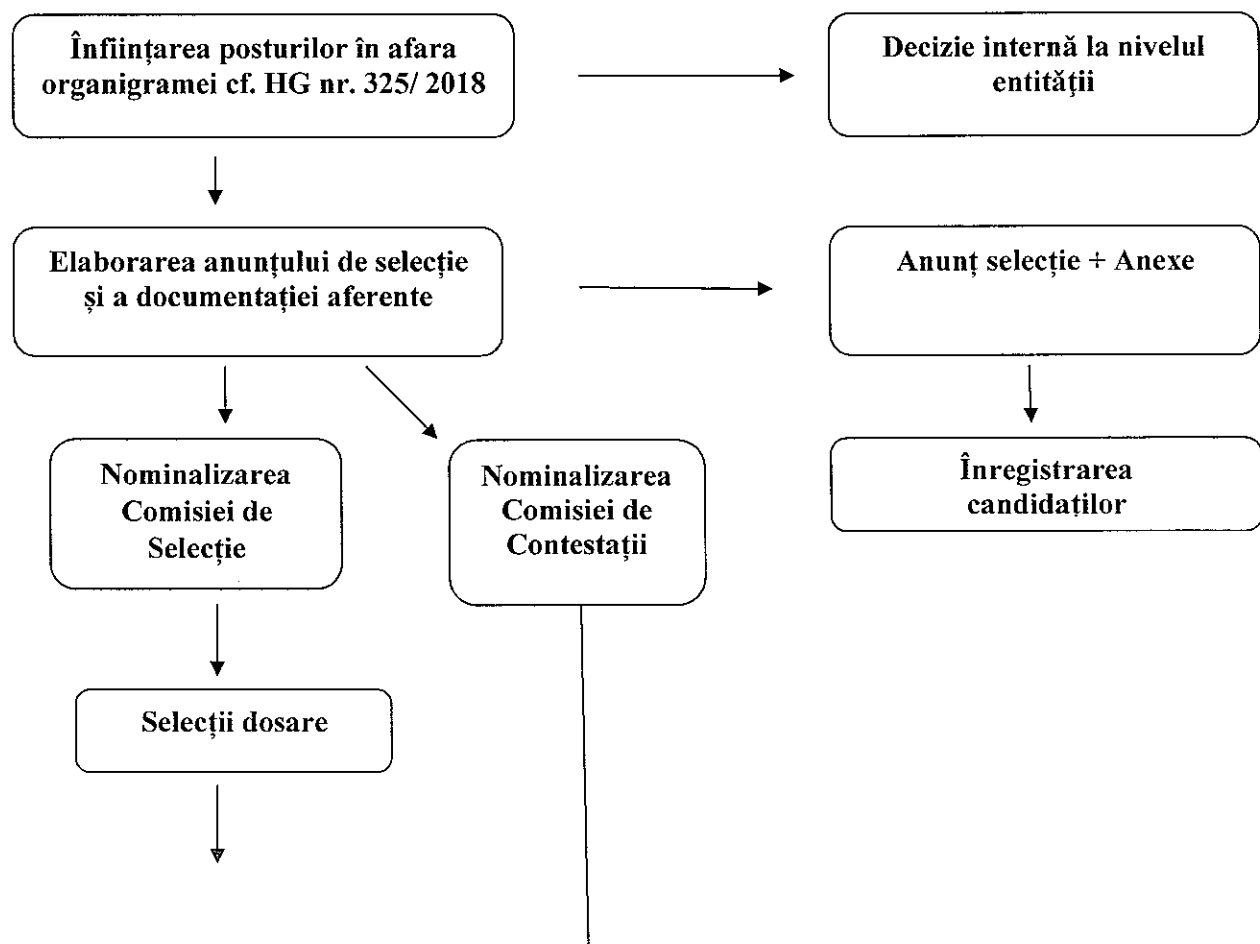 Înființarea posturilor în afara
organigramei cf. HG nr. 325/ 2018
Decizie internă la nivelul
entității
Elaborarea anunțului de selecție
și a documentației aferente
Anunț selecție + Anexe
Nominalizarea
Comisiei de
Selecție
Nominalizarea
Comisiei de
Contestații
Înregistrarea
candidaților
Selecții dosare